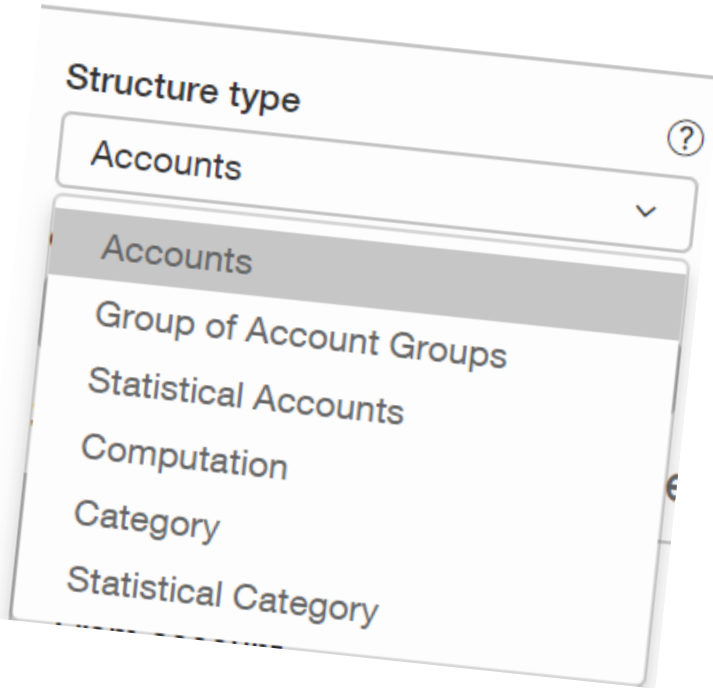 Structure type
?
Accounts
Accounts
Group of Account Groups
Statistical Accounts
Computation
Category
Statistical Category